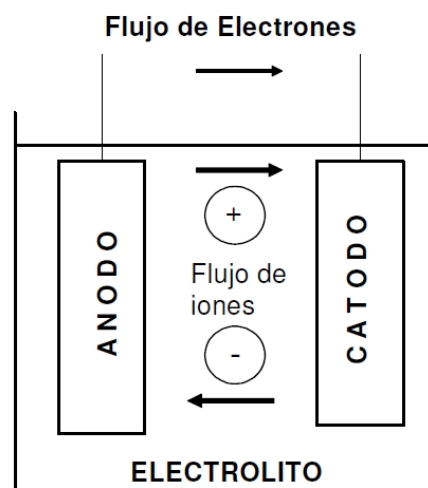 Flujo de Electrones
+
ANODO
Flujo de
iones
CATODO
-
ELECTROLITO